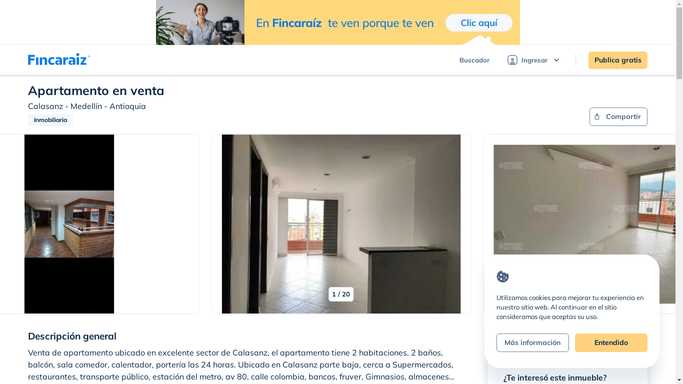 En Fincaraíz te ven porque te ven
Clic aquí
Fincaraiz
Buscador
Ingresar
Publica gratis
Apartamento en venta
Calasanz - Medellín - Antioquia
Inmobiliaria
Compartir
1 / 20
Utilizamos cookies para mejorar tu experiencia en
nuestro sitio web. Al continuar en el sitio
consideramos que aceptas su uso.
Más información
Entendido
Descripción general
Venta de apartamento ubicado en excelente sector de Calasanz, el apartamento tiene 2 habitaciones, 2 baños,
balcón, sala comedor, calentador, portería las 24 horas. Ubicado en Calasanz parte baja, cerca a Supermercados,
restaurantes, transporte público, estación del metro, av 80, calle colombia, bancos, fruver, Gimnasios, almacenes...
¿Te interesó este inmueble?